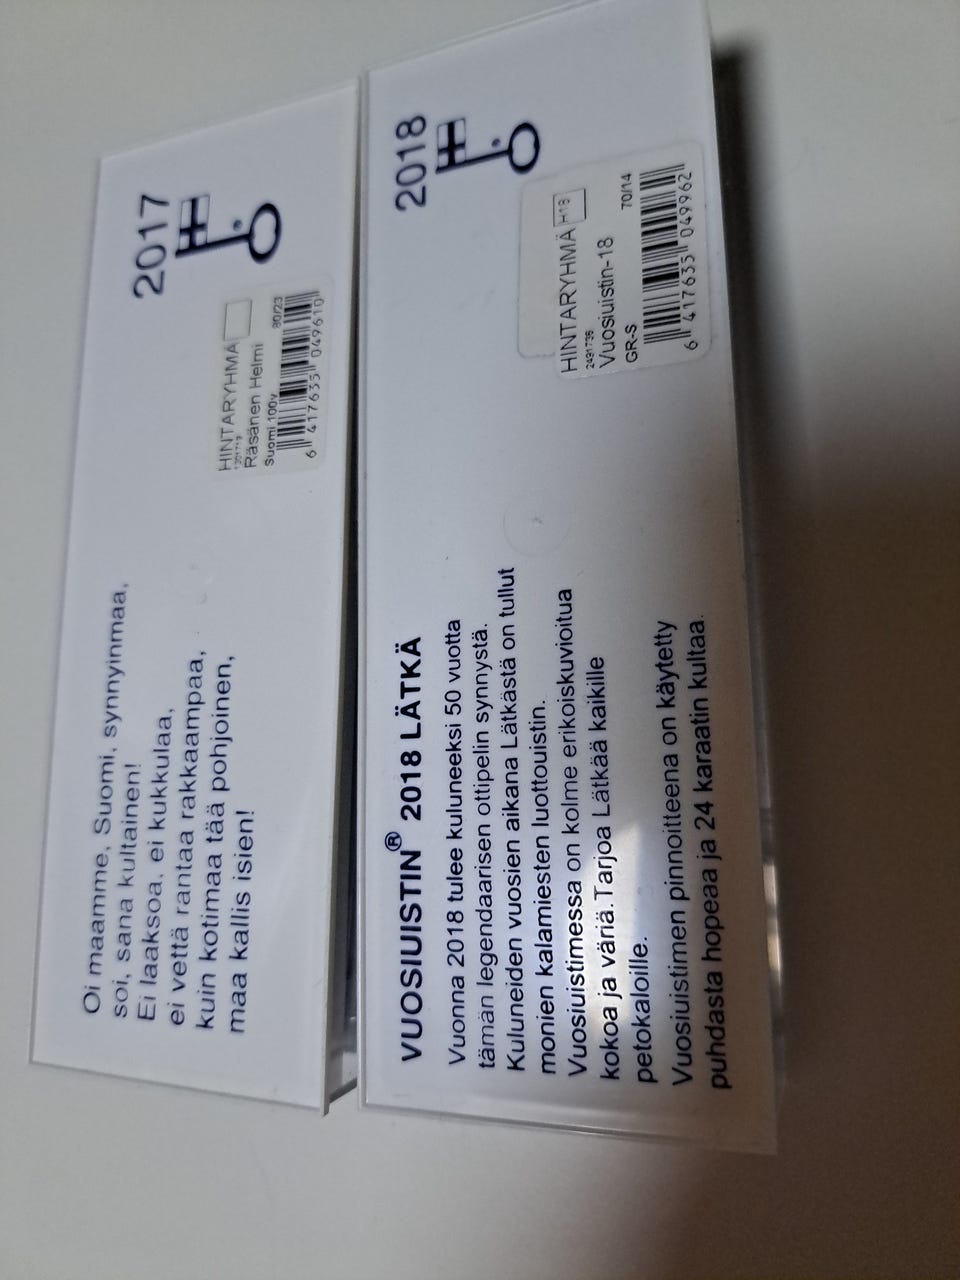 2017
HINTARYHMÄ
Räsänen Helmi
Suomi 100v
90/23
6 417635 049610
Oi maamme, Suomi, synnyinmaa,
soi, sana kultainen!
Ei laaksoa, ei kukkulaa,
ei vettä rantaa rakkaampaa,
kuin kotimaa tää pohjoinen,
maa kallis isien!
2018
HINTARYHMÄ H18
2491736
Vuosiuistin-18
GR-S 70/14
6 417635 049962
VUOSIUISTIN® 2018 LÄTKÄ
Vuonna 2018 tulee kuluneeksi 50 vuotta
tämän legendaarisen ottipelin synnystä.
Kuluneiden vuosien aikana Lätkästä on tullut
monien kalamiesten luottouistin.
Vuosiuistimessa on kolme erikoiskuvioitua
kokoa ja väriä.Tarjoa Lätkää kaikille
petokaloille.
Vuosiuistimen pinnoitteena on käytetty
puhdasta hopeaa ja 24 karaatin kultaa.